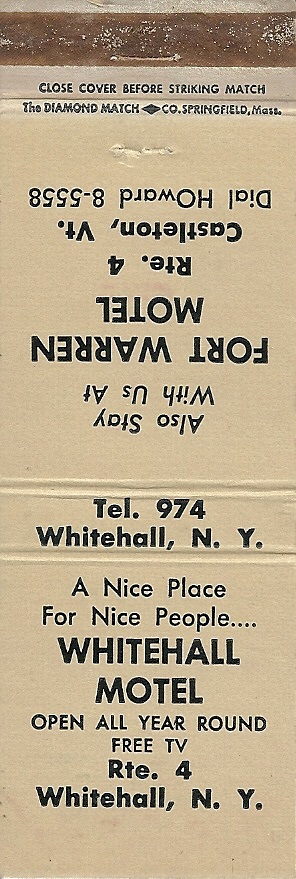 CLOSE COVER BEFORE STRIKING MATCH
The DIAMOND MATCH CO. SPRINGFIELD, Mass.
Also Stay
With Us At
FORT WARREN
MOTEL
Rte. 4
Castleton, Vt.
Dial HOward 8-5558
Tel. 974
Whitehall, N. Y.
A Nice Place
For Nice People....
WHITEHALL
MOTEL
OPEN ALL YEAR ROUND
FREE TV
Rte. 4
Whitehall, N. Y.